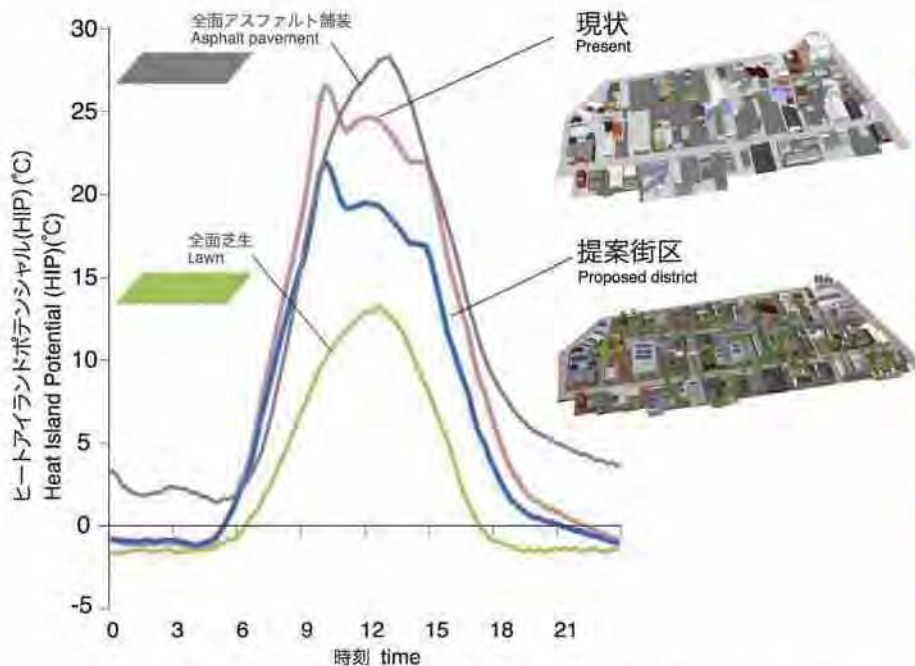 全面アスファルト舗装
Asphalt pavement
現状
Present
全面芝生
Lawn
提案街区
Proposed district
ヒートアイランドポテンシャル(HIP)(℃)
Heat Island Potential (HIP)(℃)
30
25
20
15
10
5
0
-5
0 3 6 9 12 15 18 21
時刻 time